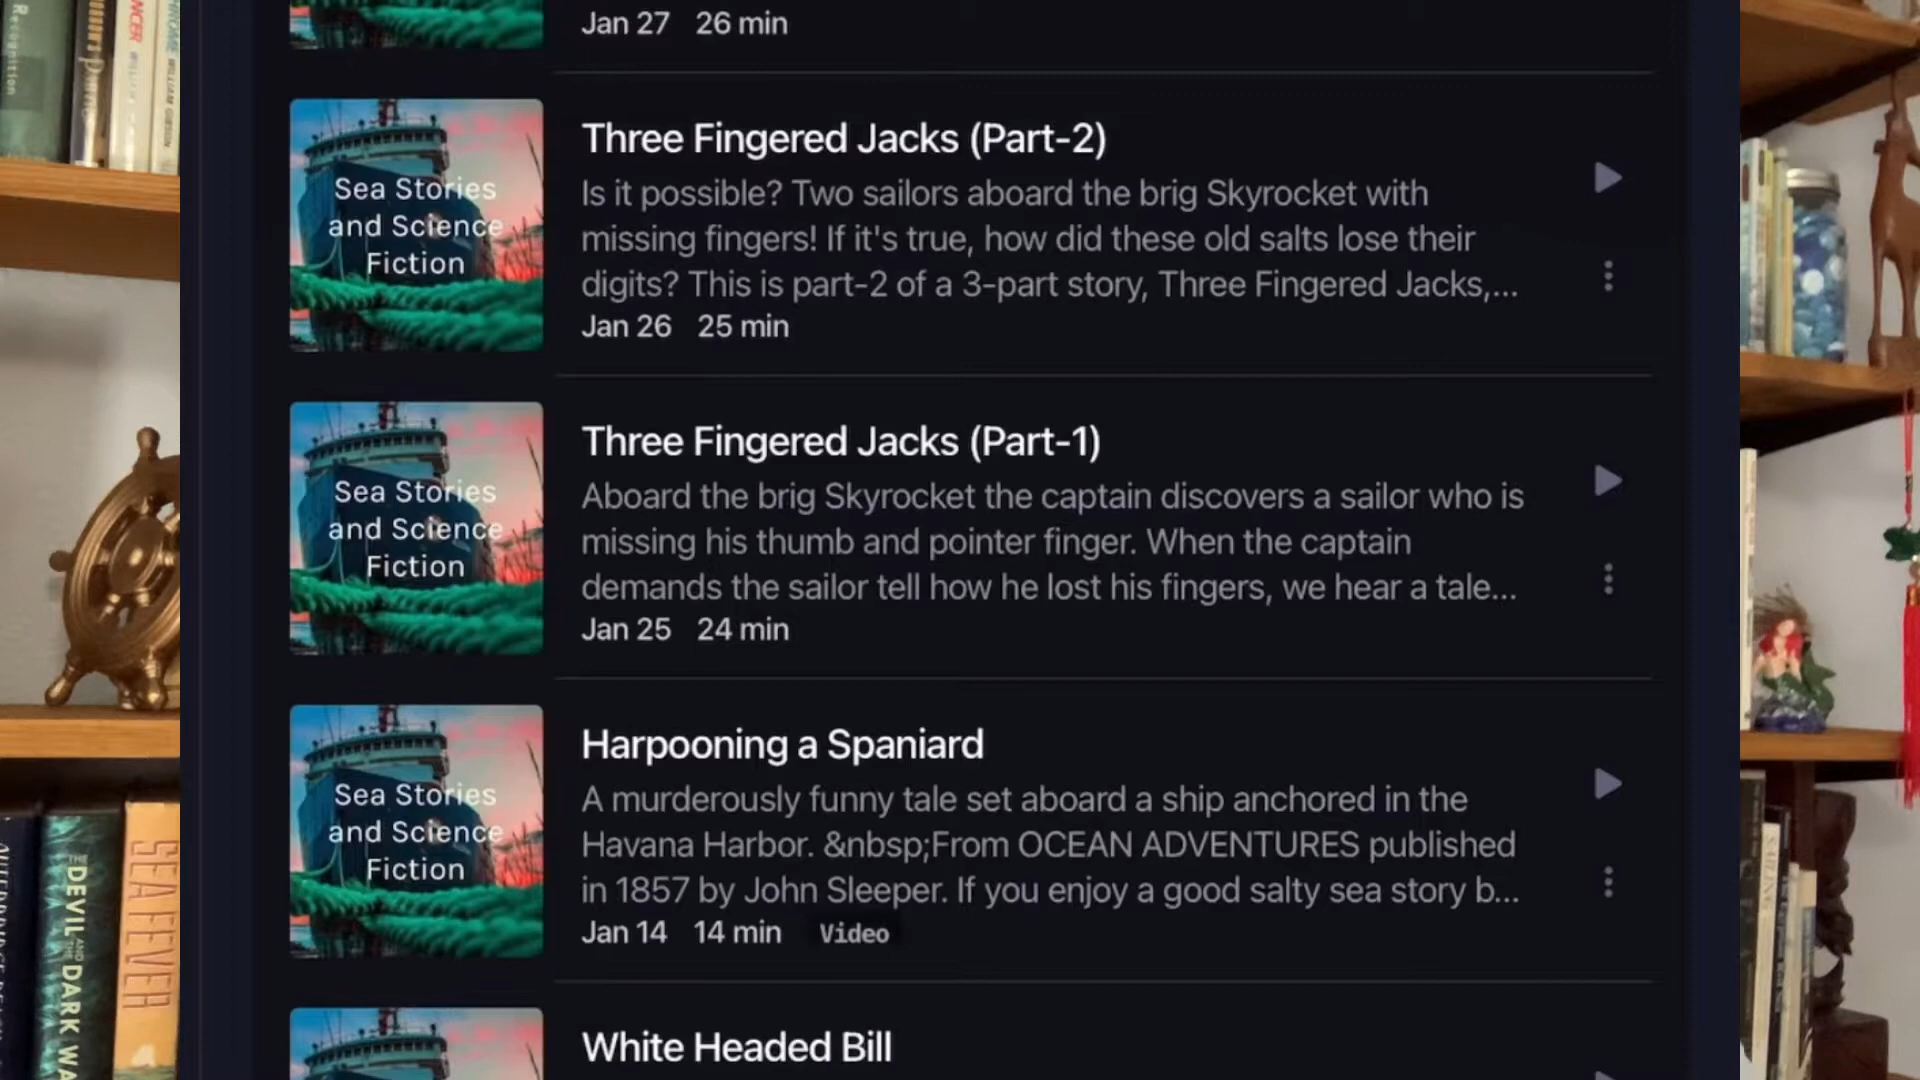 Recognition
NCER
WILLIAM GIBSON
Jan 27 26 min
Sea Stories
and Science
Fiction
Three Fingered Jacks (Part-2)
Is it possible? Two sailors aboard the brig Skyrocket with
missing fingers! If it's true, how did these old salts lose their
digits? This is part-2 of a 3-part story, Three Fingered Jacks,...
Jan 26 25 min
Sea Stories
and Science
Fiction
Three Fingered Jacks (Part-1)
Aboard the brig Skyrocket the captain discovers a sailor who is
missing his thumb and pointer finger. When the captain
demands the sailor tell how he lost his fingers, we hear a tale...
Jan 25 24 min
Sea Stories
and Science
Fiction
Harpooning a Spaniard
A murderously funny tale set aboard a ship anchored in the
Havana Harbor. &nbsp;From OCEAN ADVENTURES published
in 1857 by John Sleeper. If you enjoy a good salty sea story b...
Jan 14 14 min Video
White Headed Bill
THE DEVIL AND THE DARK WA
SEA FEVER